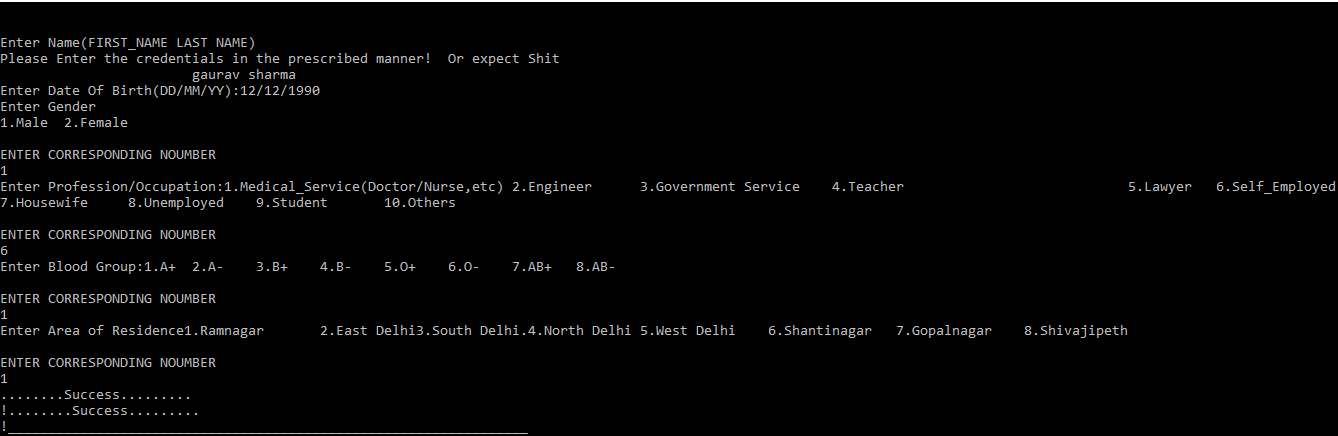 Enter Name(FIRST_NAME LAST NAME)
Please Enter the credentials in the prescribed manner!  Or expect Shit
gaurav sharma
Enter Date Of Birth(DD/MM/YY):12/12/1990
Enter Gender
1.Male  2.Female
ENTER CORRESPONDING NOUMBER
1
Enter Profession/Occupation:1.Medical_Service(Doctor/Nurse,etc) 2.Engineer      3.Government Service    4.Teacher                            5.Lawyer   6.Self_Employed
7.Housewife     8.Unemployed    9.Student       10.Others
ENTER CORRESPONDING NOUMBER
6
Enter Blood Group:1.A+  2.A-    3.B+    4.B-    5.O+    6.O-    7.AB+   8.AB-
ENTER CORRESPONDING NOUMBER
1
Enter Area of Residence1.Ramnagar       2.East Delhi3.South Delhi.4.North Delhi 5.West Delhi    6.Shantinagar   7.Gopalnagar    8.Shivajipeth
ENTER CORRESPONDING NOUMBER
1
........Success.........
!........Success.........
!_________________________________________________________________